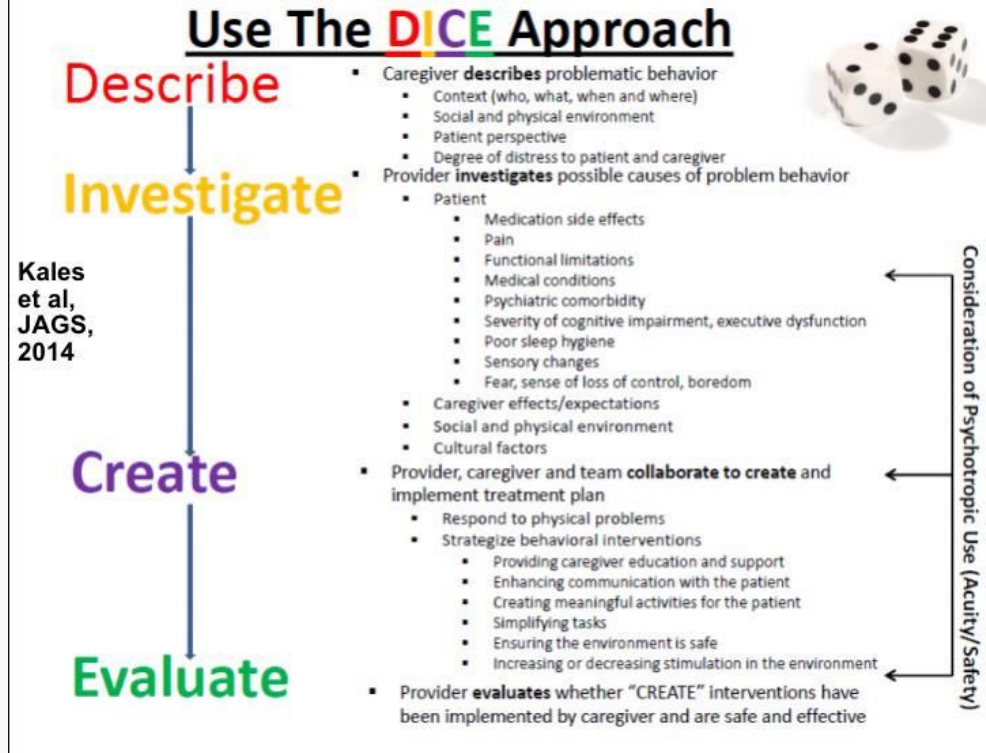 Use The DICE Approach
Describe
▪ Caregiver describes problematic behavior
▪ Context (who, what, when and where)
▪ Social and physical environment
▪ Patient perspective
▪ Degree of distress to patient and caregiver
Investigate
▪ Provider investigates possible causes of problem behavior
▪ Patient
▪ Medication side effects
▪ Pain
▪ Functional limitations
▪ Medical conditions
▪ Psychiatric comorbidity
▪ Severity of cognitive impairment, executive dysfunction
▪ Poor sleep hygiene
▪ Sensory changes
▪ Fear, sense of loss of control, boredom
▪ Caregiver effects/expectations
▪ Social and physical environment
▪ Cultural factors
Kales
et al,
JAGS,
2014
Create
▪ Provider, caregiver and team collaborate to create and
implement treatment plan
▪ Respond to physical problems
▪ Strategize behavioral interventions
▪ Providing caregiver education and support
▪ Enhancing communication with the patient
▪ Creating meaningful activities for the patient
▪ Simplifying tasks
▪ Ensuring the environment is safe
▪ Increasing or decreasing stimulation in the environment
Evaluate
▪ Provider evaluates whether “CREATE” interventions have
been implemented by caregiver and are safe and effective
Consideration of Psychotropic Use (Acuity/Safety)